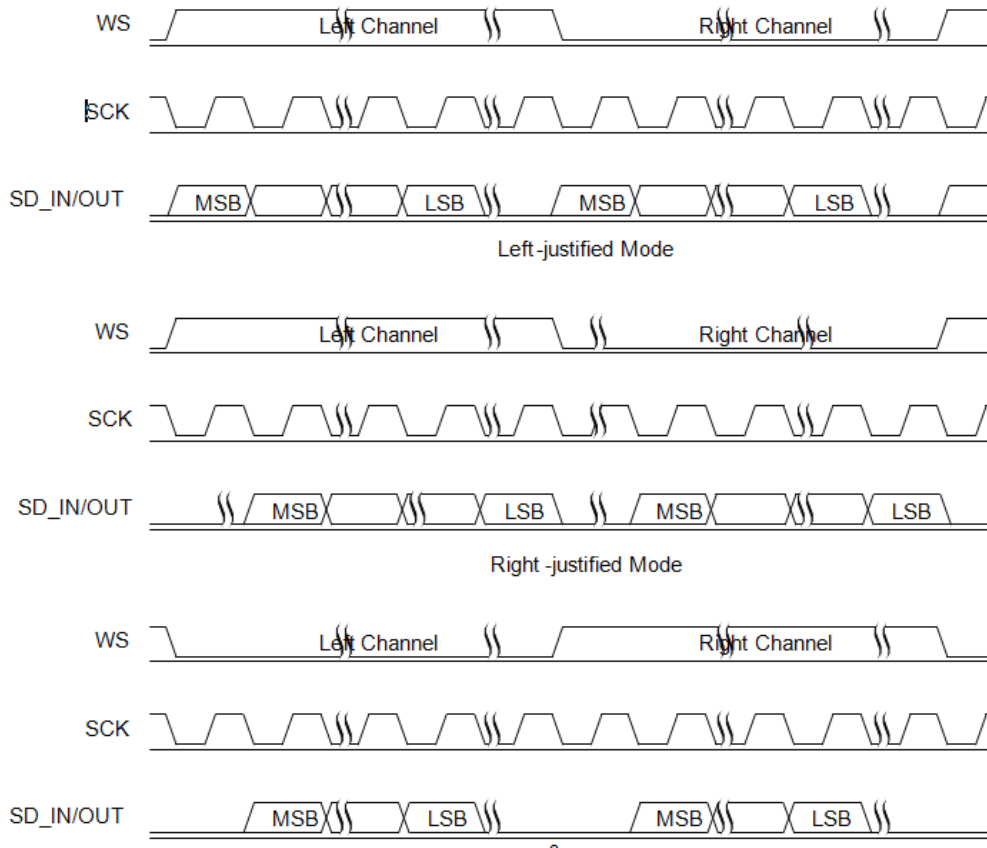 WS Left Channel Right Channel
SCK
SD_IN/OUT MSB LSB MSB LSB
Left-justified Mode
WS Left Channel Right Channel
SCK
SD_IN/OUT MSB LSB MSB LSB
Right -justified Mode
WS Left Channel Right Channel
SCK
SD_IN/OUT MSB LSB MSB LSB